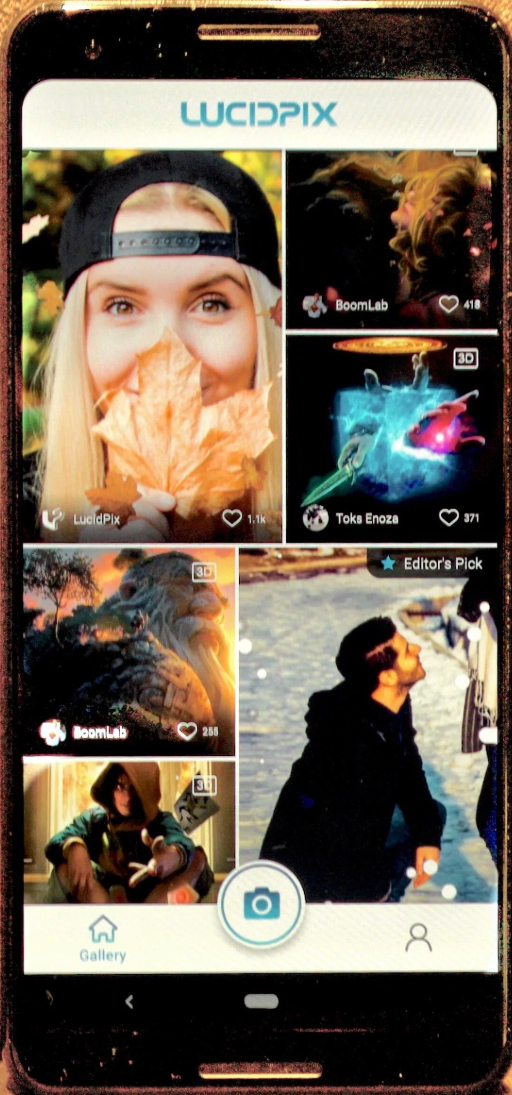 LUCIDPIX
BoomLab 418
3D
LucidPix 1.1k
Toks Enoza 371
Editor's Pick
3D
BoomLab 255
3D
Gallery